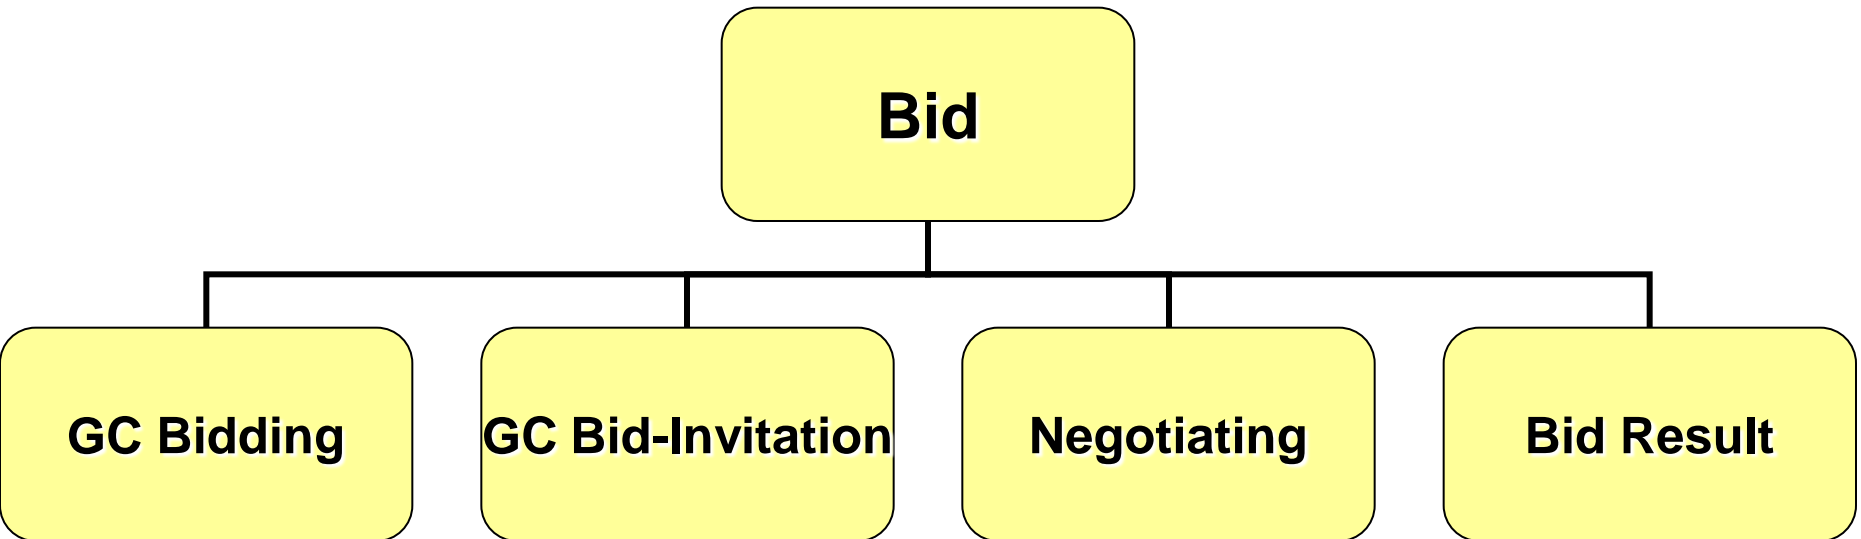 Bid
GC Bidding
GC Bid-Invitation
Negotiating
Bid Result